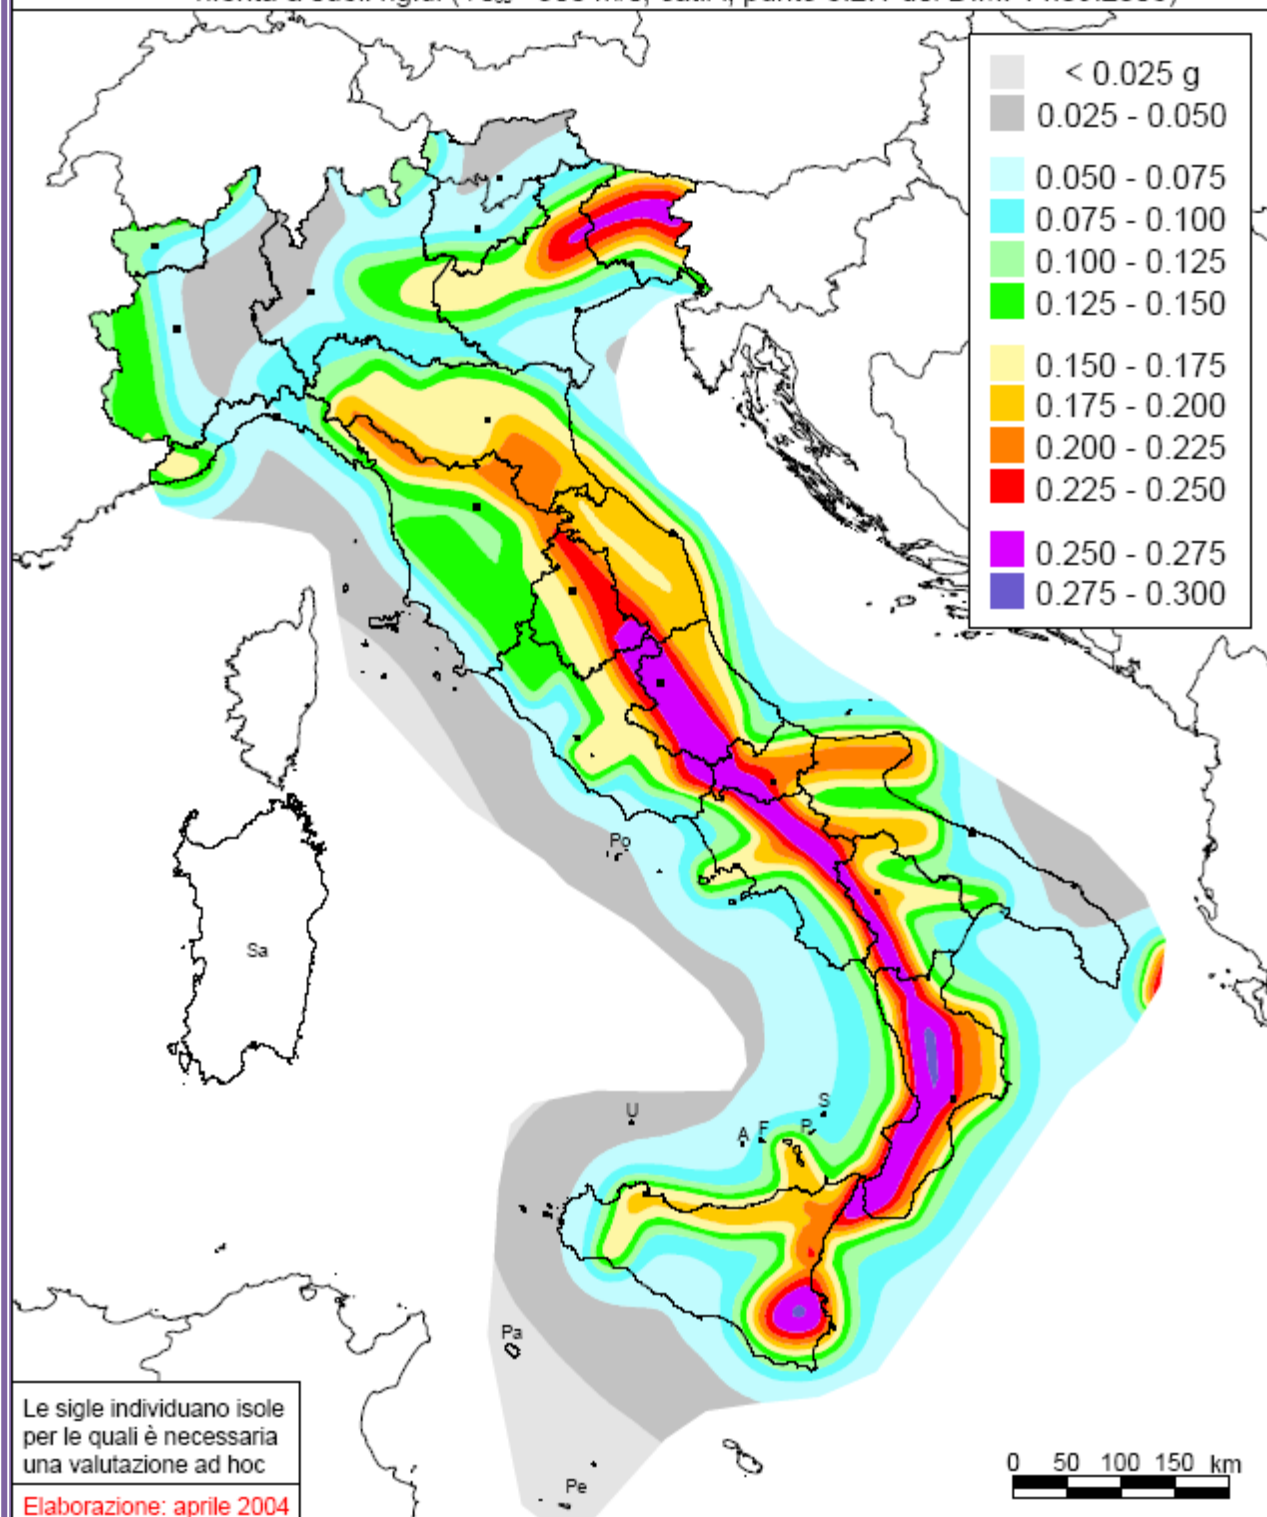 < 0.025 g
0.025 - 0.050
0.050 - 0.075
0.075 - 0.100
0.100 - 0.125
0.125 - 0.150
0.150 - 0.175
0.175 - 0.200
0.200 - 0.225
0.225 - 0.250
0.250 - 0.275
0.275 - 0.300
Po
Sa
U
A
F
P
S
Pa
Pe
Le sigle individuano isole
per le quali è necessaria
una valutazione ad hoc
Elaborazione: aprile 2004
0 50 100 150 km